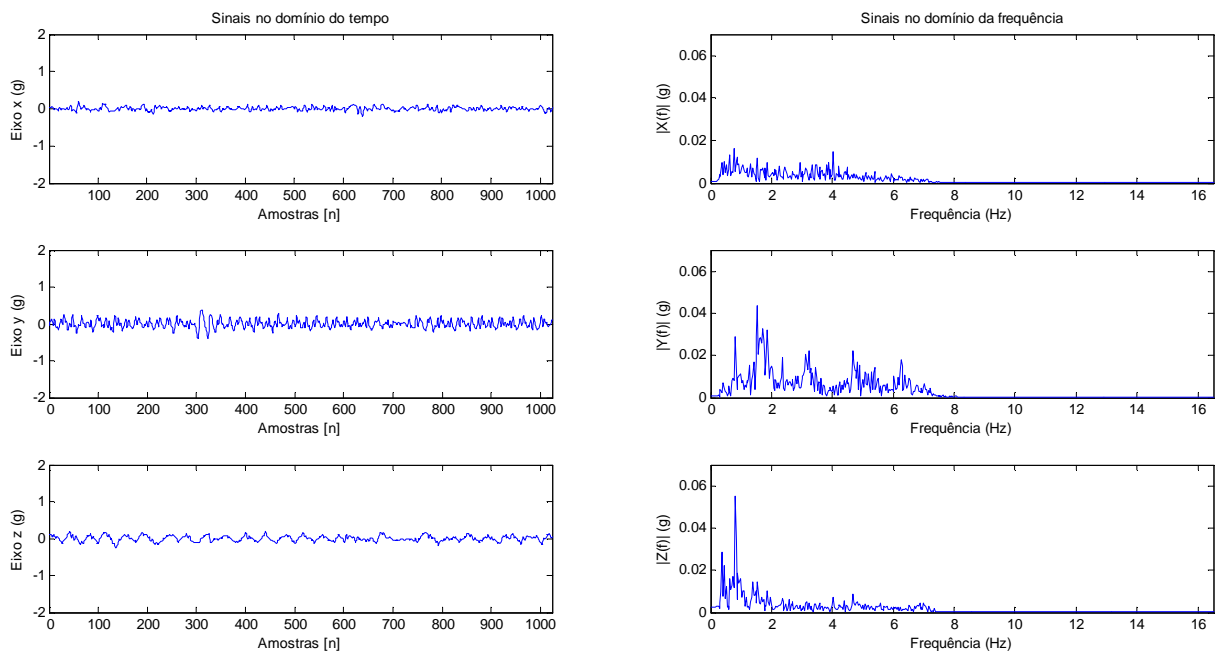 Sinais no domínio do tempo
2
1
0
-1
-2
Eixo x (g)
100 200 300 400 500 600 700 800 900 1000
Amostras [n]
Sinais no domínio da frequência
0.06
0.04
0.02
0
|X(f)| (g)
0 2 4 6 8 10 12 14 16
Frequência (Hz)
2
1
0
-1
-2
Eixo y (g)
0 100 200 300 400 500 600 700 800 900 1000
Amostras [n]
0.06
0.04
0.02
0
|Y(f)| (g)
0 2 4 6 8 10 12 14 16
Frequência (Hz)
2
1
0
-1
-2
Eixo z (g)
0 100 200 300 400 500 600 700 800 900 1000
Amostras [n]
0.06
0.04
0.02
0
|Z(f)| (g)
0 2 4 6 8 10 12 14 16
Frequência (Hz)